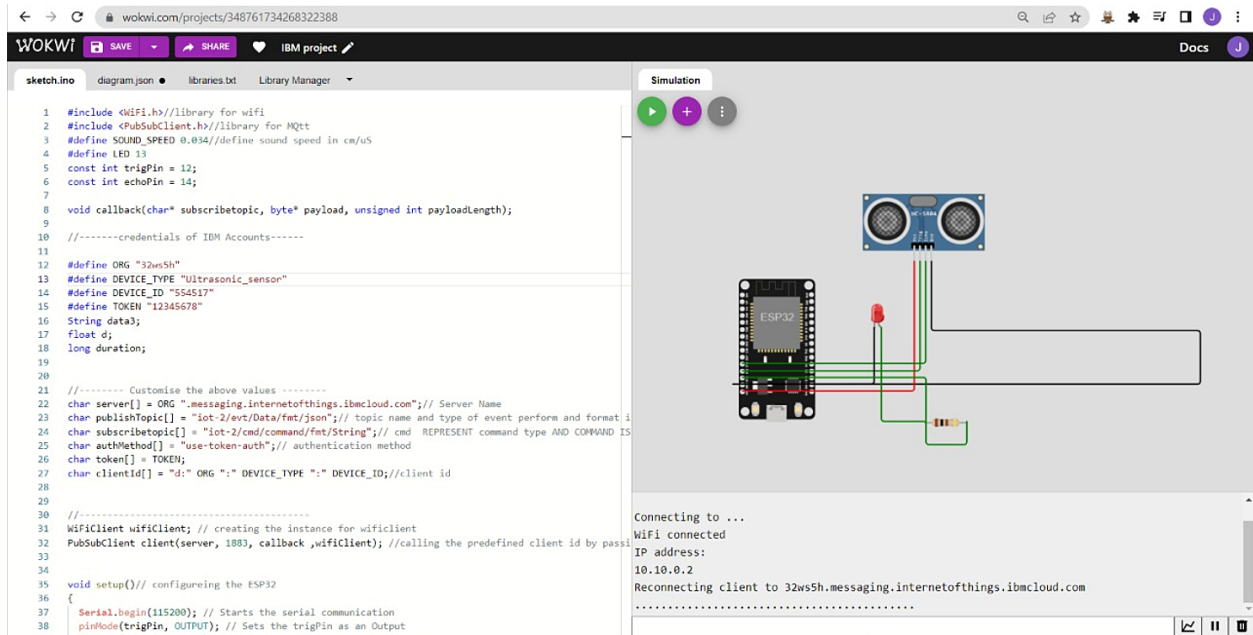 wokwi.com/projects/348761734268322388
J
WOKWi SAVE SHARE IBM project Docs J
sketch.ino diagram.json libraries.txt Library Manager
Simulation
1 #include <WiFi.h>//library for wifi
2 #include <PubSubClient.h>//library for MQtt
3 #define SOUND_SPEED 0.034//define sound speed in cm/uS
4 #define LED 13
5 const int trigPin = 12;
6 const int echoPin = 14;
7
8 void callback(char* subscribetopic, byte* payload, unsigned int payloadLength);
9
10 //-------credentials of IBM Accounts------
11
12 #define ORG "32ws5h"
13 #define DEVICE_TYPE "Ultrasonic_sensor"
14 #define DEVICE_ID "554517"
15 #define TOKEN "12345678"
16 String data3;
17 float d;
18 long duration;
19
20
21 //-------- Customise the above values --------
22 char server[] = ORG ".messaging.internetofthings.ibmcloud.com";// Server Name
23 char publishTopic[] = "iot-2/evt/Data/fmt/json";// topic name and type of event perform and format i
24 char subscribetopic[] = "iot-2/cmd/command/fmt/String";// cmd REPRESENT command type AND COMMAND IS
25 char authMethod[] = "use-token-auth";// authentication method
26 char token[] = TOKEN;
27 char clientId[] = "d:" ORG ":" DEVICE_TYPE ":" DEVICE_ID;//client id
28
29
30 //-----------------------------------------
31 WiFiClient wifiClient; // creating the instance for wificlient
32 PubSubClient client(server, 1883, callback ,wifiClient); //calling the predefined client id by passi
33
34
35 void setup()// configureing the ESP32
36 {
37 Serial.begin(115200); // Starts the serial communication
38 pinMode(trigPin, OUTPUT); // Sets the trigPin as an Output
HC-SR04
ESP32
Connecting to ...
WiFi connected
IP address:
10.10.0.2
Reconnecting client to 32ws5h.messaging.internetofthings.ibmcloud.com
...........................................